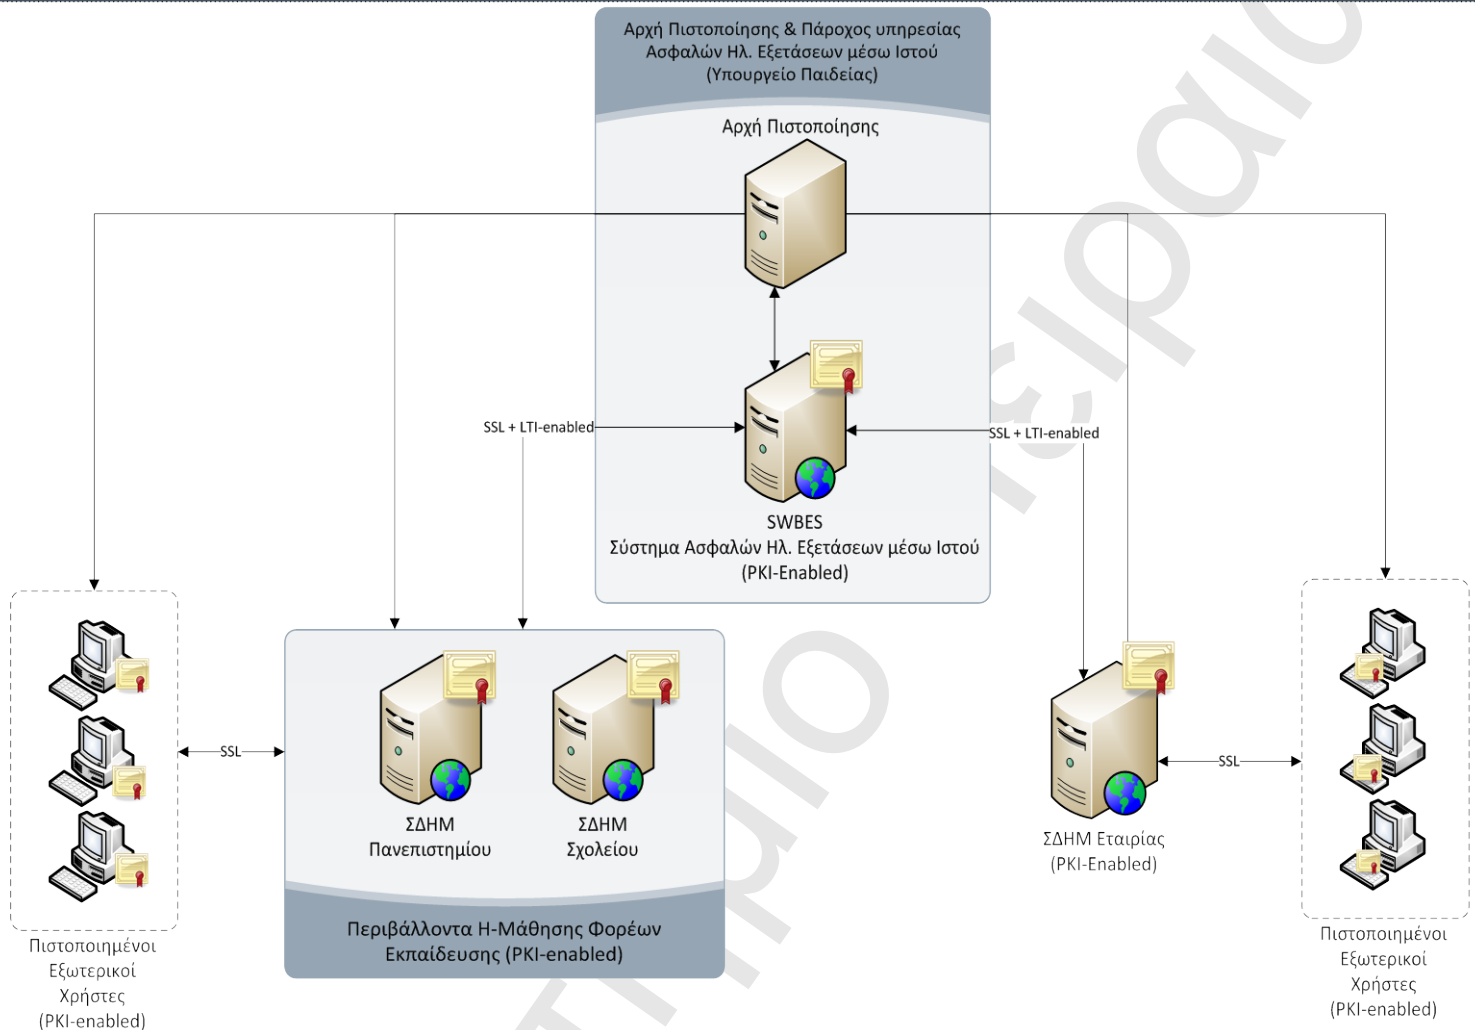 Αρχή Πιστοποίησης & Πάροχος υπηρεσίας
Ασφαλών Ηλ. Εξετάσεων μέσω Ιστού
(Υπουργείο Παιδείας)
Αρχή Πιστοποίησης
SSL + LTI-enabled
SSL + LTI-enabled
SWBES
Σύστημα Ασφαλών Ηλ. Εξετάσεων μέσω Ιστού
(PKI-Enabled)
SSL
ΣΔΗΜ
Πανεπιστημίου
ΣΔΗΜ
Σχολείου
Περιβάλλοντα Η-Μάθησης Φορέων
Εκπαίδευσης (PKI-enabled)
ΣΔΗΜ Εταιρίας
(PKI-Enabled)
SSL
Πιστοποιημένοι
Εξωτερικοί
Χρήστες
(PKI-enabled)
Πιστοποιημένοι
Εξωτερικοί
Χρήστες
(PKI-enabled)